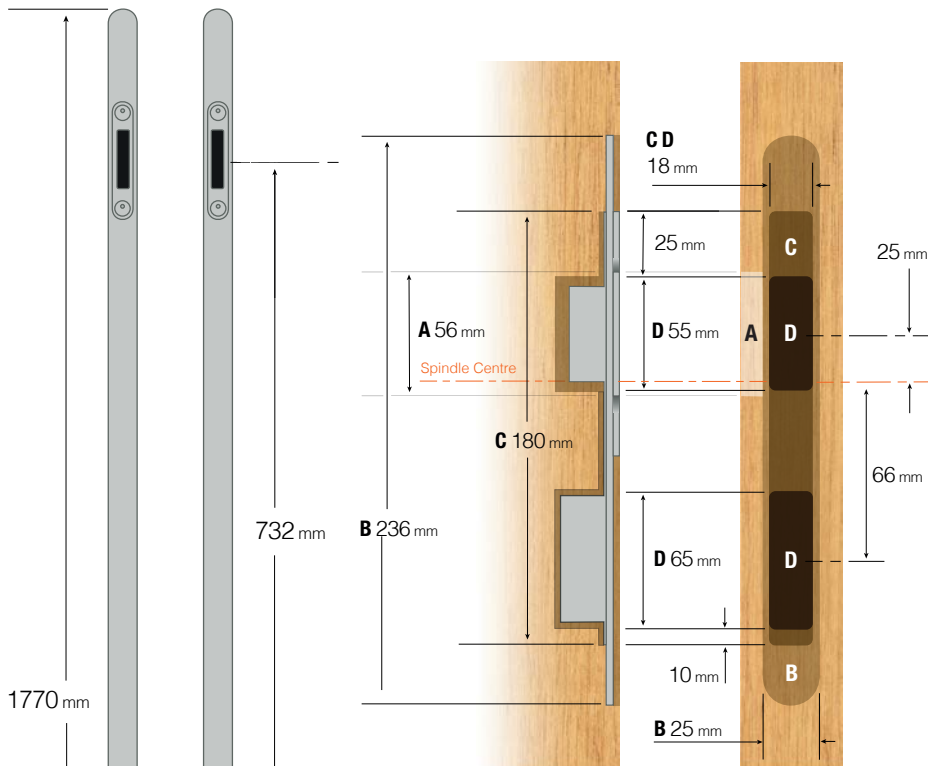 C D
18 mm
25 mm
C
25 mm
A 56 mm
D 55 mm
A
D
Spindle Centre
C 180 mm
66 mm
732 mm
B 236 mm
D 65 mm
D
10 mm
B
1770 mm
B 25 mm